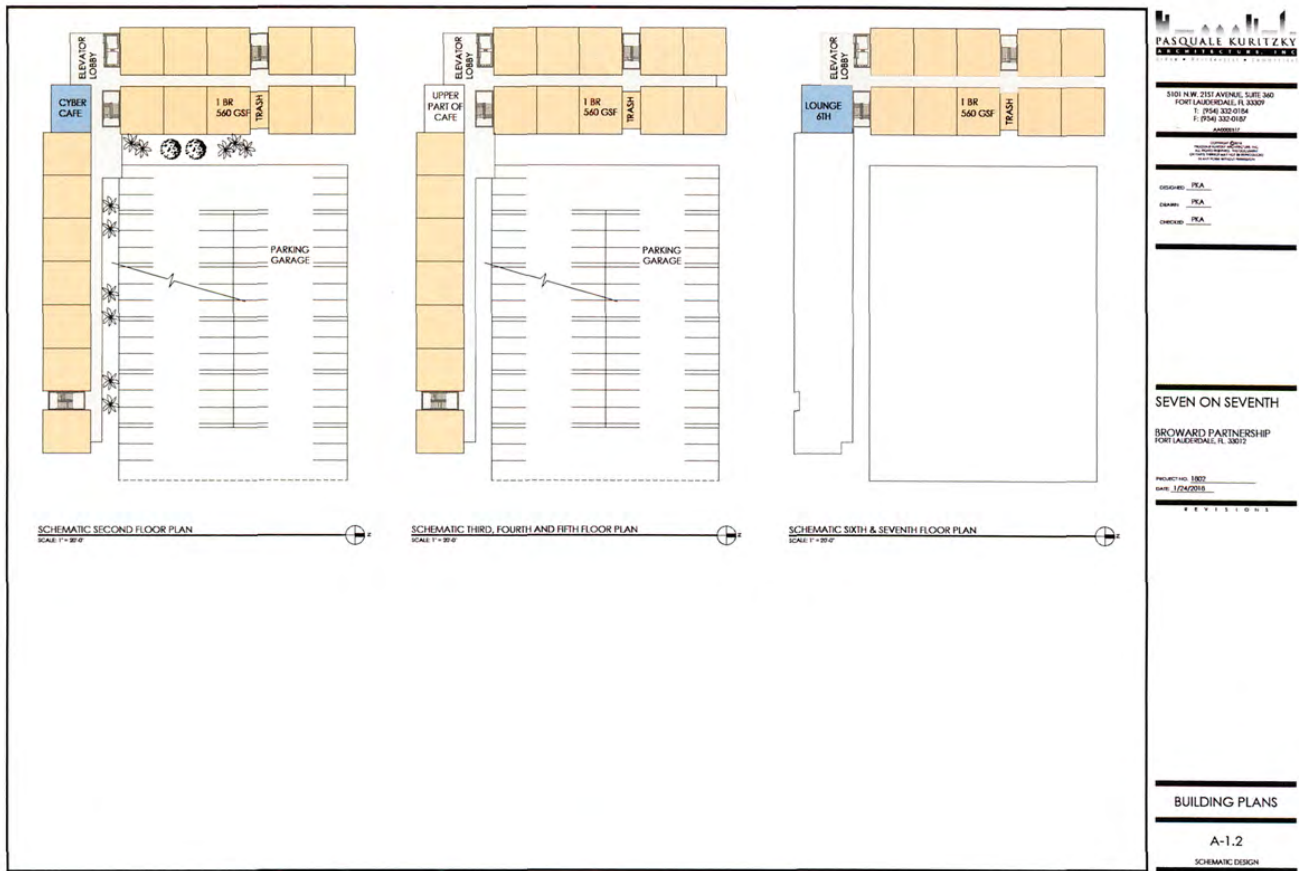 ELEVATOR
LOBBY
CYBER
CAFE
1 BR
560 GSF
TRASH
PARKING
GARAGE
SCHEMATIC SECOND FLOOR PLAN
SCALE: 1" = 20'-0"
N
ELEVATOR
LOBBY
UPPER
PART OF
CAFE
1 BR
560 GSF
TRASH
PARKING
GARAGE
SCHEMATIC THIRD, FOURTH AND FIFTH FLOOR PLAN
SCALE: 1" = 20'-0"
N
ELEVATOR
LOBBY
LOUNGE
6TH
1 BR
560 GSF
TRASH
SCHEMATIC SIXTH & SEVENTH FLOOR PLAN
SCALE: 1" = 20'-0"
N
PASQUALE KURITZKY
ARCHITECTURE, INC
5101 N.W. 21ST AVENUE, SUITE 360
FORT LAUDERDALE, FL 33309
T: (954) 332-0184
F: (954) 332-0187
DESIGNED: PKA
DRAWN: PKA
CHECKED: PKA
SEVEN ON SEVENTH
BROWARD PARTNERSHIP
FORT LAUDERDALE, FL 33012
PROJECT NO. 1802
DATE: 1/24/2018
REVISIONS
BUILDING PLANS
A-1.2
SCHEMATIC DESIGN